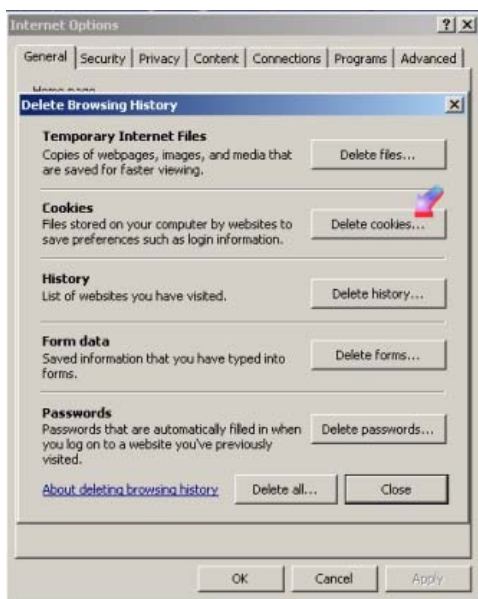 Internet Options
General Security Privacy Content Connections Programs Advanced
Home page
Delete Browsing History
Temporary Internet Files
Copies of webpages, images, and media that
are saved for faster viewing.
Delete files...
Cookies
Files stored on your computer by websites to
save preferences such as login information.
Delete cookies...
History
List of websites you have visited.
Delete history...
Form data
Saved information that you have typed into
forms.
Delete forms...
Passwords
Passwords that are automatically filled in when
you log on to a website you've previously
visited.
Delete passwords...
About deleting browsing history
Delete all...
Close
OK
Cancel
Apply